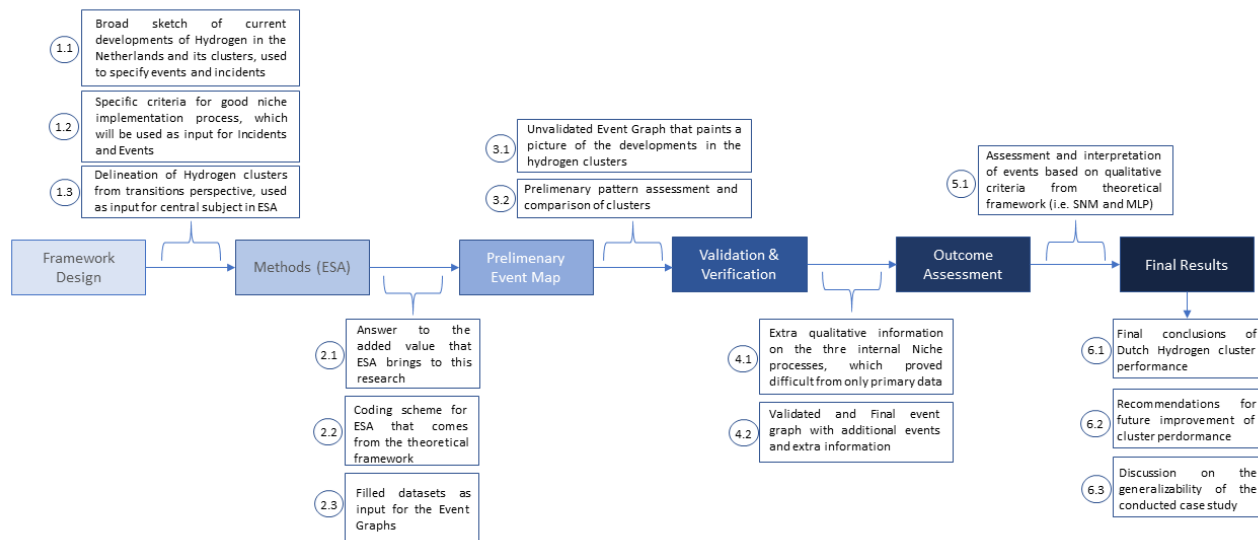 1.1
Broad sketch of current
developments of Hydrogen in the
Netherlands and its clusters, used
to specify events and incidents
1.2
Specific criteria for good niche
implementation process, which
will be used as input for Incidents
and Events
1.3
Delineation of Hydrogen clusters
from transitions perspective, used
as input for central subject in ESA
3.1
Unvalidated Event Graph that paints a
picture of the developments in the
hydrogen clusters
3.2
Prelimenary pattern assessment and
comparison of clusters
5.1
Assessment and interpretation
of events based on qualitative
criteria from theoretical
framework (i.e. SNM and MLP)
Framework
Design
Methods (ESA)
Prelimenary
Event Map
Validation &
Verification
Outcome
Assessment
Final Results
2.1
Answer to the
added value that
ESA brings to this
research
2.2
Coding scheme for
ESA that comes
from the theoretical
framework
2.3
Filled datasets as
input for the Event
Graphs
4.1
Extra qualitative information
on the thre internal Niche
processes, which proved
difficult from only primary data
4.2
Validated and Final event
graph with additional events
and extra information
6.1
Final conclusions of
Dutch Hydrogen cluster
performance
6.2
Recommendations for
future improvement of
cluster perdormance
6.3
Discussion on the
generalizability of the
conducted case study